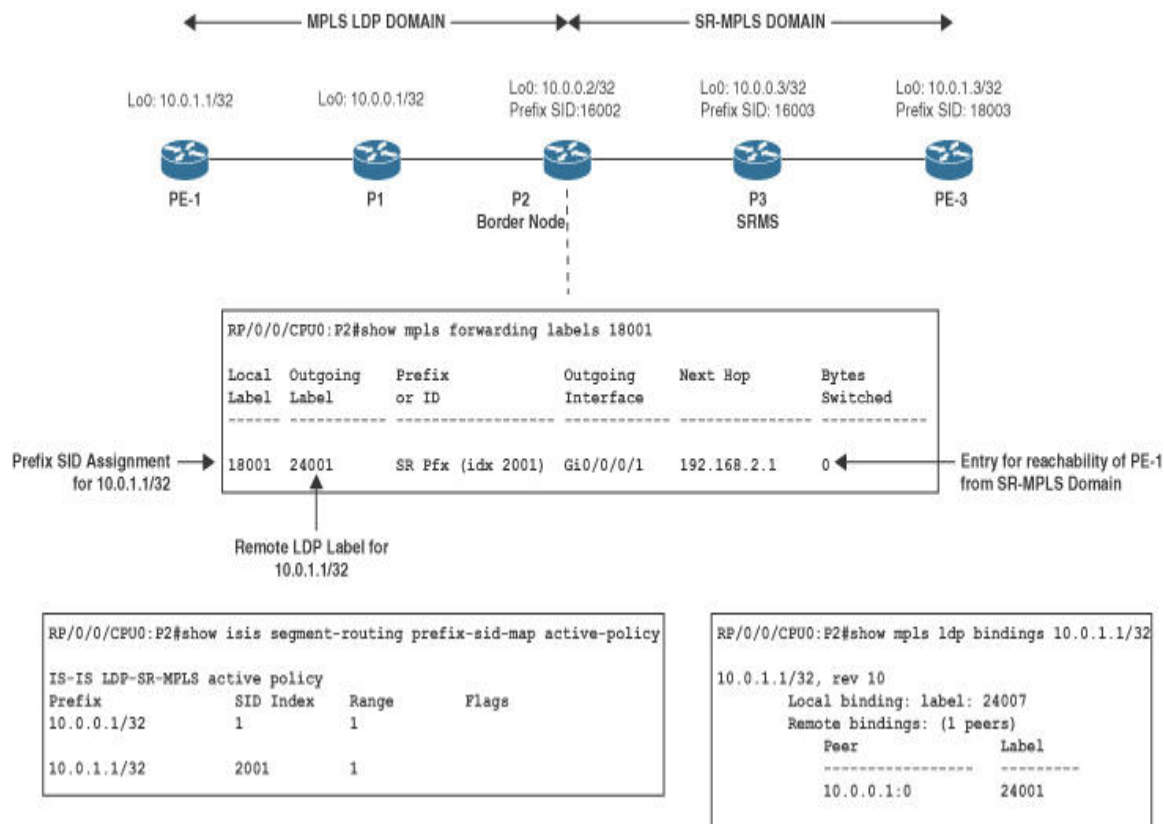 MPLS LDP DOMAIN
SR-MPLS DOMAIN
Lo0: 10.0.1.1/32
Lo0: 10.0.0.1/32
Lo0: 10.0.0.2/32
Prefix SID:16002
Lo0: 10.0.0.3/32
Prefix SID: 16003
Lo0: 10.0.1.3/32
Prefix SID: 18003
PE-1
P1
P2
Border Node
P3
SRMS
PE-3
RP/0/0/CPU0:P2#show mpls forwarding labels 18001
Local Outgoing Prefix Outgoing Next Hop Bytes
Label Label or ID Interface Switched
------ ----------- ------------------ ------------ --------------- ------------
18001 24001 SR Pfx (idx 2001) Gi0/0/0/1 192.168.2.1 0
Prefix SID Assignment
for 10.0.1.1/32
Entry for reachability of PE-1
from SR-MPLS Domain
Remote LDP Label for
10.0.1.1/32
RP/0/0/CPU0:P2#show isis segment-routing prefix-sid-map active-policy
IS-IS LDP-SR-MPLS active policy
Prefix SID Index Range Flags
10.0.0.1/32 1 1
10.0.1.1/32 2001 1
RP/0/0/CPU0:P2#show mpls ldp bindings 10.0.1.1/32
10.0.1.1/32, rev 10
Local binding: label: 24007
Remote bindings: (1 peers)
Peer Label
----------------- ---------
10.0.0.1:0 24001